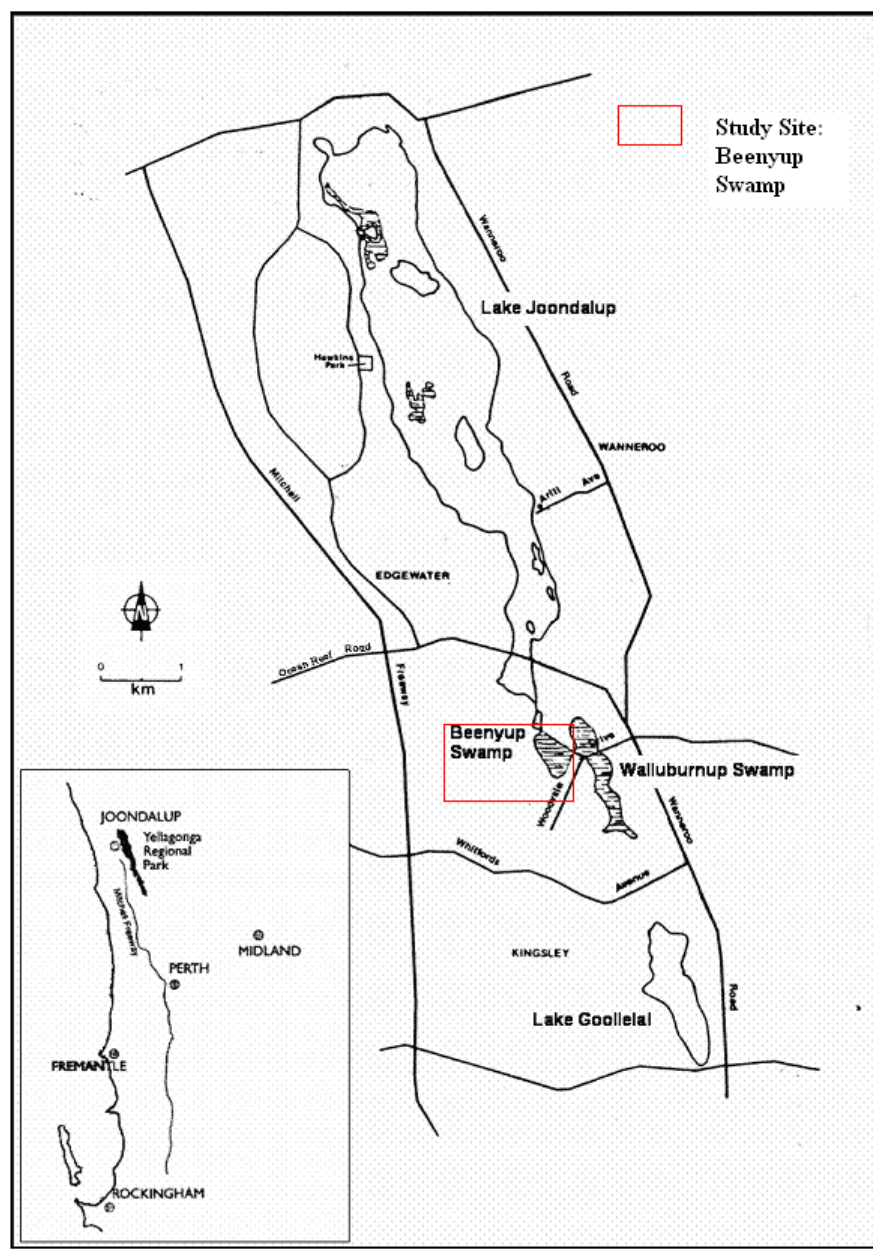 Study Site:
Beenyup
Swamp
Wanneroo
Lake Joondalup
Hawkins
Park
Road
WANNEROO
Ariti Ave
Mitchell
EDGEWATER
Ocean Reef Road
0 1
km
Freeway
Beenyup
Swamp
Drive
Walluburnup Swamp
Woodvale
Wanneroo
Whitfords
Avenue
KINGSLEY
Road
Lake Goollelal
JOONDALUP
Yellagonga
Regional
Park
Mitchell Freeway
MIDLAND
PERTH
FREMANTLE
ROCKINGHAM